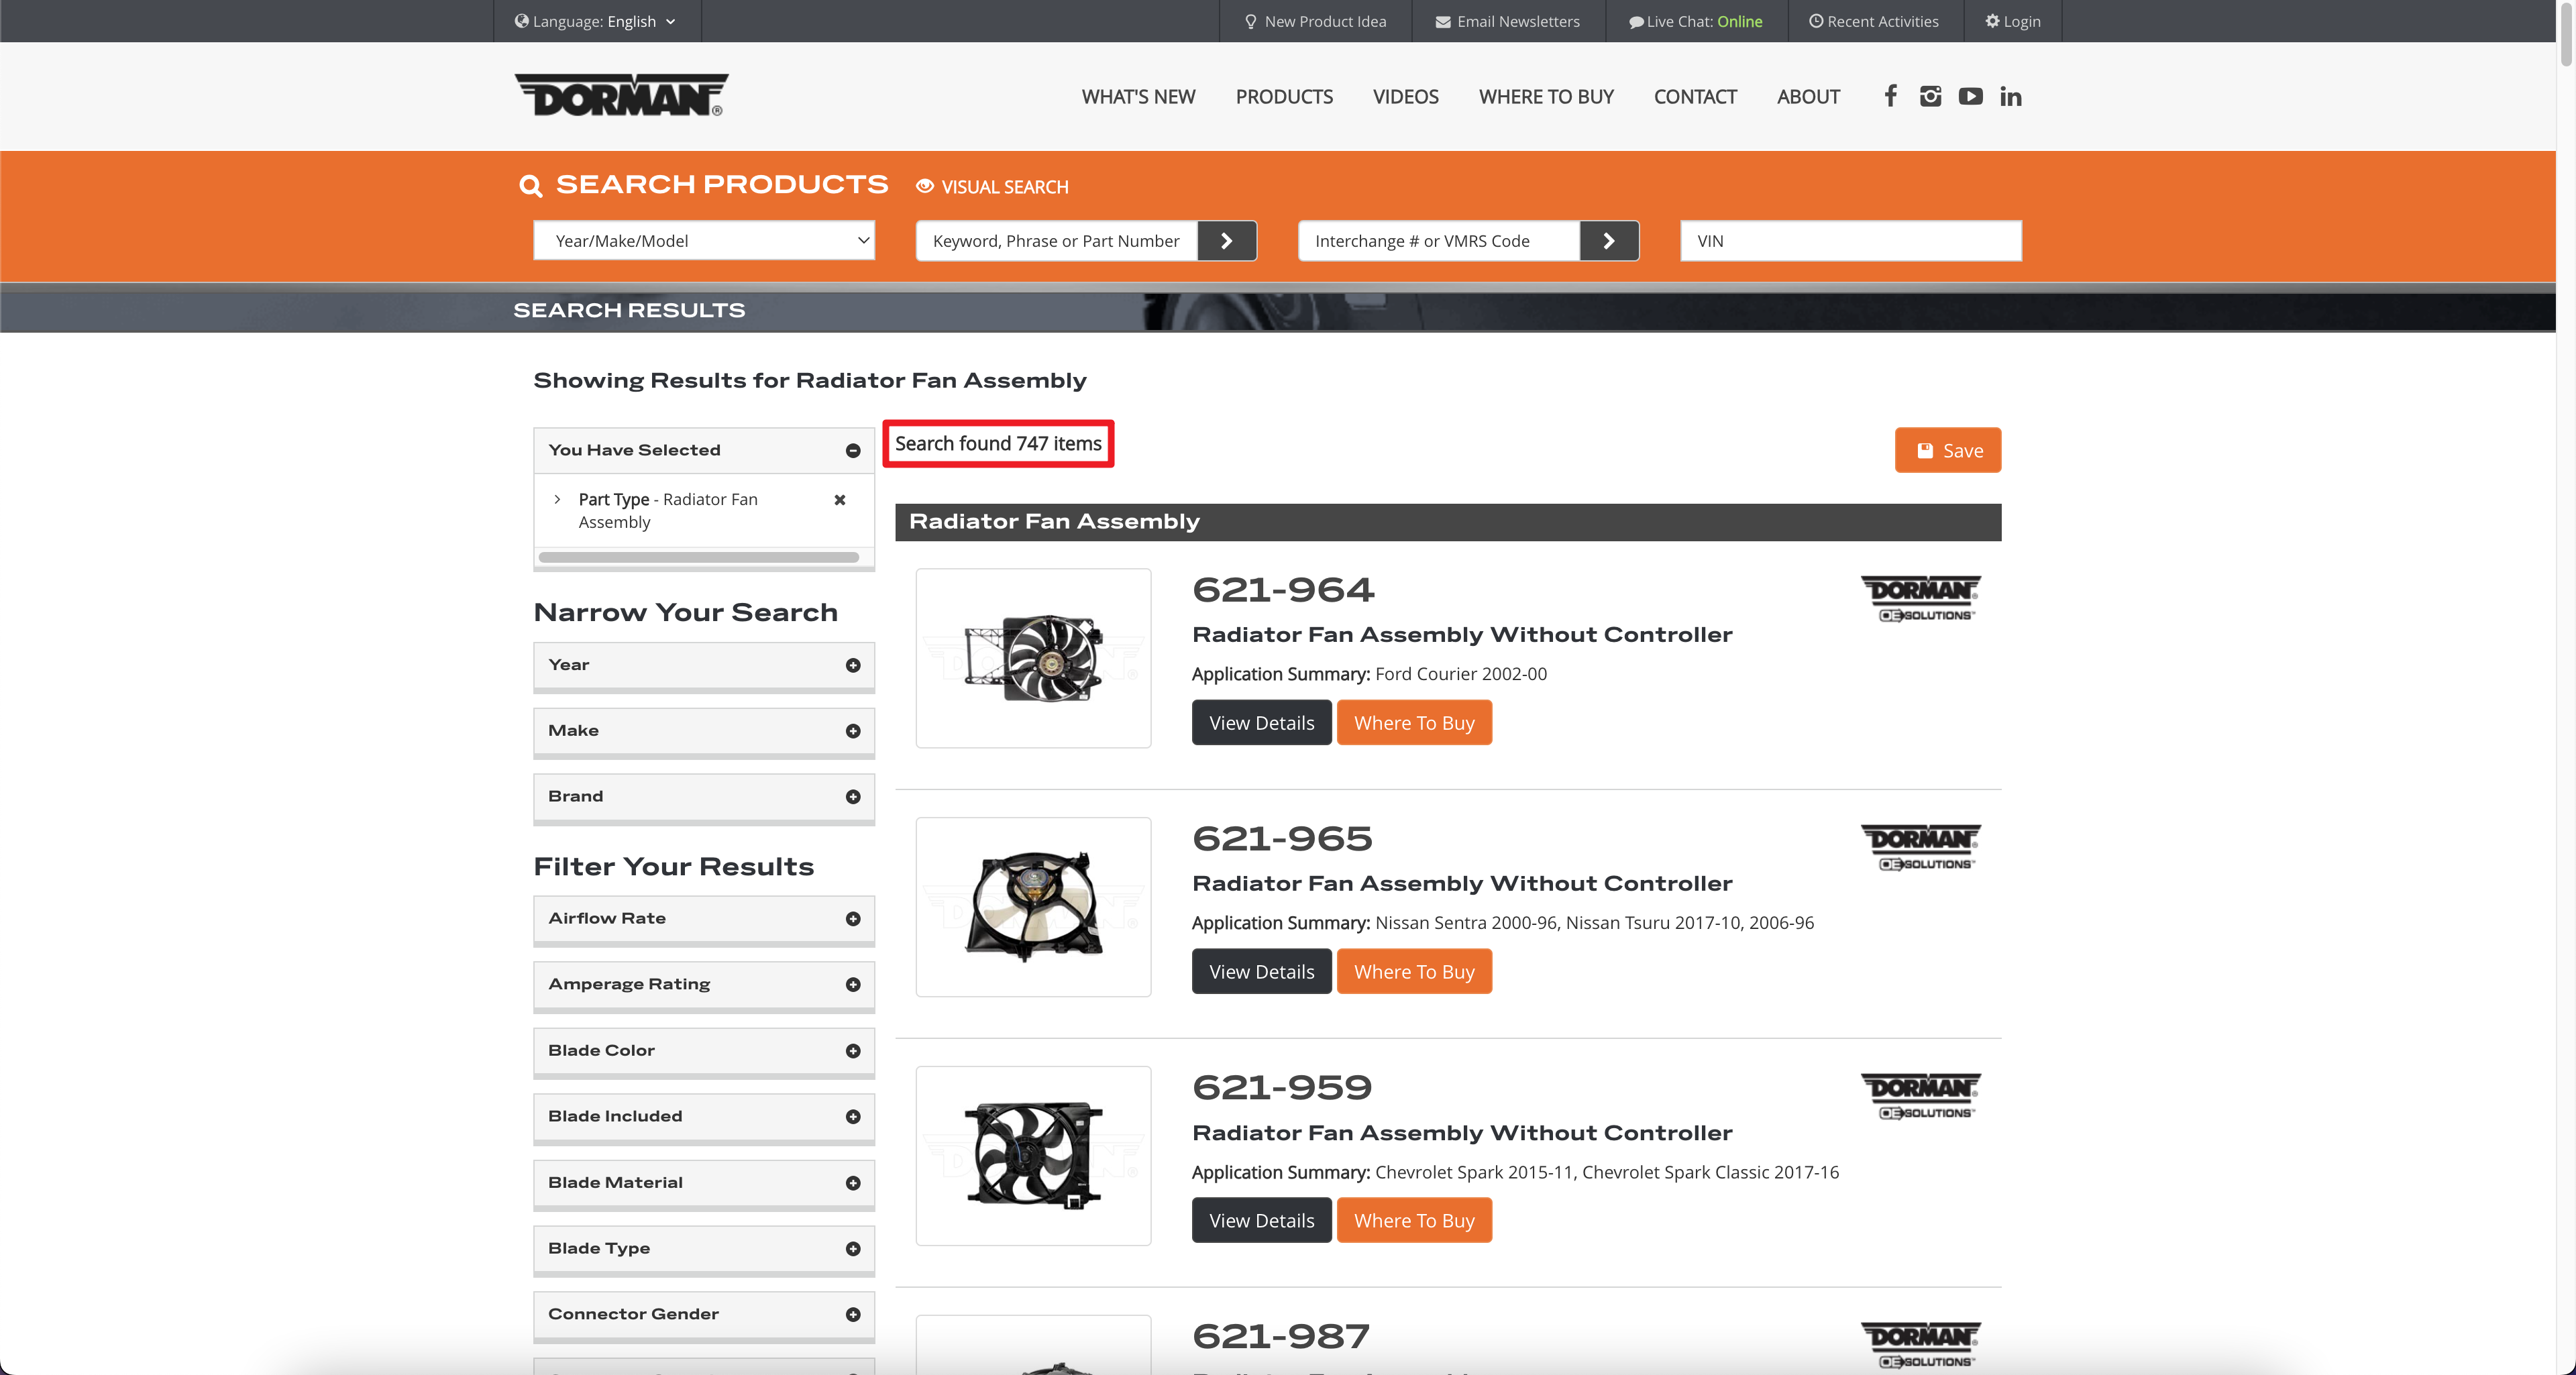 Language: English
New Product Idea
Email Newsletters
Live Chat: Online
Recent Activities
Login
DORMAN®
WHAT'S NEW
PRODUCTS
VIDEOS
WHERE TO BUY
CONTACT
ABOUT
SEARCH PRODUCTS
VISUAL SEARCH
Year/Make/Model
Keyword, Phrase or Part Number
Interchange # or VMRS Code
VIN
SEARCH RESULTS
Showing Results for Radiator Fan Assembly
You Have Selected
Part Type - Radiator Fan
Assembly
Narrow Your Search
Year
Make
Brand
Filter Your Results
Airflow Rate
Amperage Rating
Blade Color
Blade Included
Blade Material
Blade Type
Connector Gender
Search found 747 items
Save
Radiator Fan Assembly
621-964
Radiator Fan Assembly Without Controller
Application Summary: Ford Courier 2002-00
View Details
Where To Buy
DORMAN®
OE SOLUTIONS™
621-965
Radiator Fan Assembly Without Controller
Application Summary: Nissan Sentra 2000-96, Nissan Tsuru 2017-10, 2006-96
View Details
Where To Buy
DORMAN®
OE SOLUTIONS™
621-959
Radiator Fan Assembly Without Controller
Application Summary: Chevrolet Spark 2015-11, Chevrolet Spark Classic 2017-16
View Details
Where To Buy
DORMAN®
OE SOLUTIONS™
621-987
DORMAN®
OE SOLUTIONS™